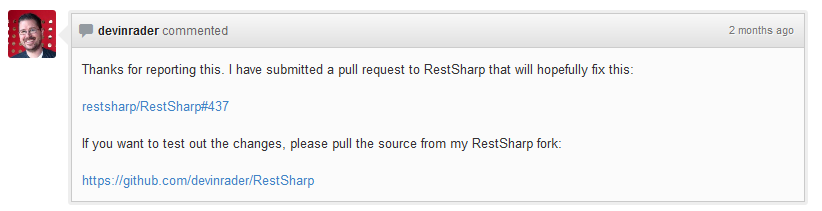 devinrader commented 2 months ago
Thanks for reporting this. I have submitted a pull request to RestSharp that will hopefully fix this:
restsharp/RestSharp#437
If you want to test out the changes, please pull the source from my RestSharp fork:
https://github.com/devinrader/RestSharp